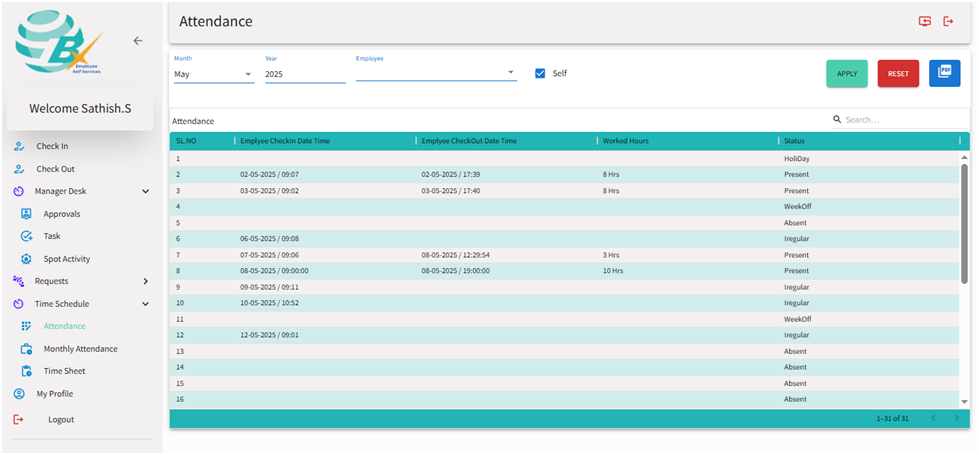 Attendance
TBX
Employee
Self Services
Welcome Sathish.S
Check In
Check Out
Manager Desk
Approvals
Task
Spot Activity
Requests
Time Schedule
Attendance
Monthly Attendance
Time Sheet
My Profile
Logout
Month Year Employee
May 2025 Self APPLY RESET PDF
Attendance Search...
SL.NO Emplyee CheckIn Date Time Emplyee CheckOut Date Time Worked Hours Status
1 HoliDay
2 02-05-2025 / 09:07 02-05-2025 / 17:39 8 Hrs Present
3 03-05-2025 / 09:02 03-05-2025 / 17:40 8 Hrs Present
4 WeekOff
5 Absent
6 06-05-2025 / 09:08 Iregular
7 07-05-2025 / 09:06 08-05-2025 / 12:29:54 3 Hrs Present
8 08-05-2025 / 09:00:00 08-05-2025 / 19:00:00 10 Hrs Present
9 09-05-2025 / 09:11 Iregular
10 10-05-2025 / 10:52 Iregular
11 WeekOff
12 12-05-2025 / 09:01 Iregular
13 Absent
14 Absent
15 Absent
16 Absent
1–31 of 31